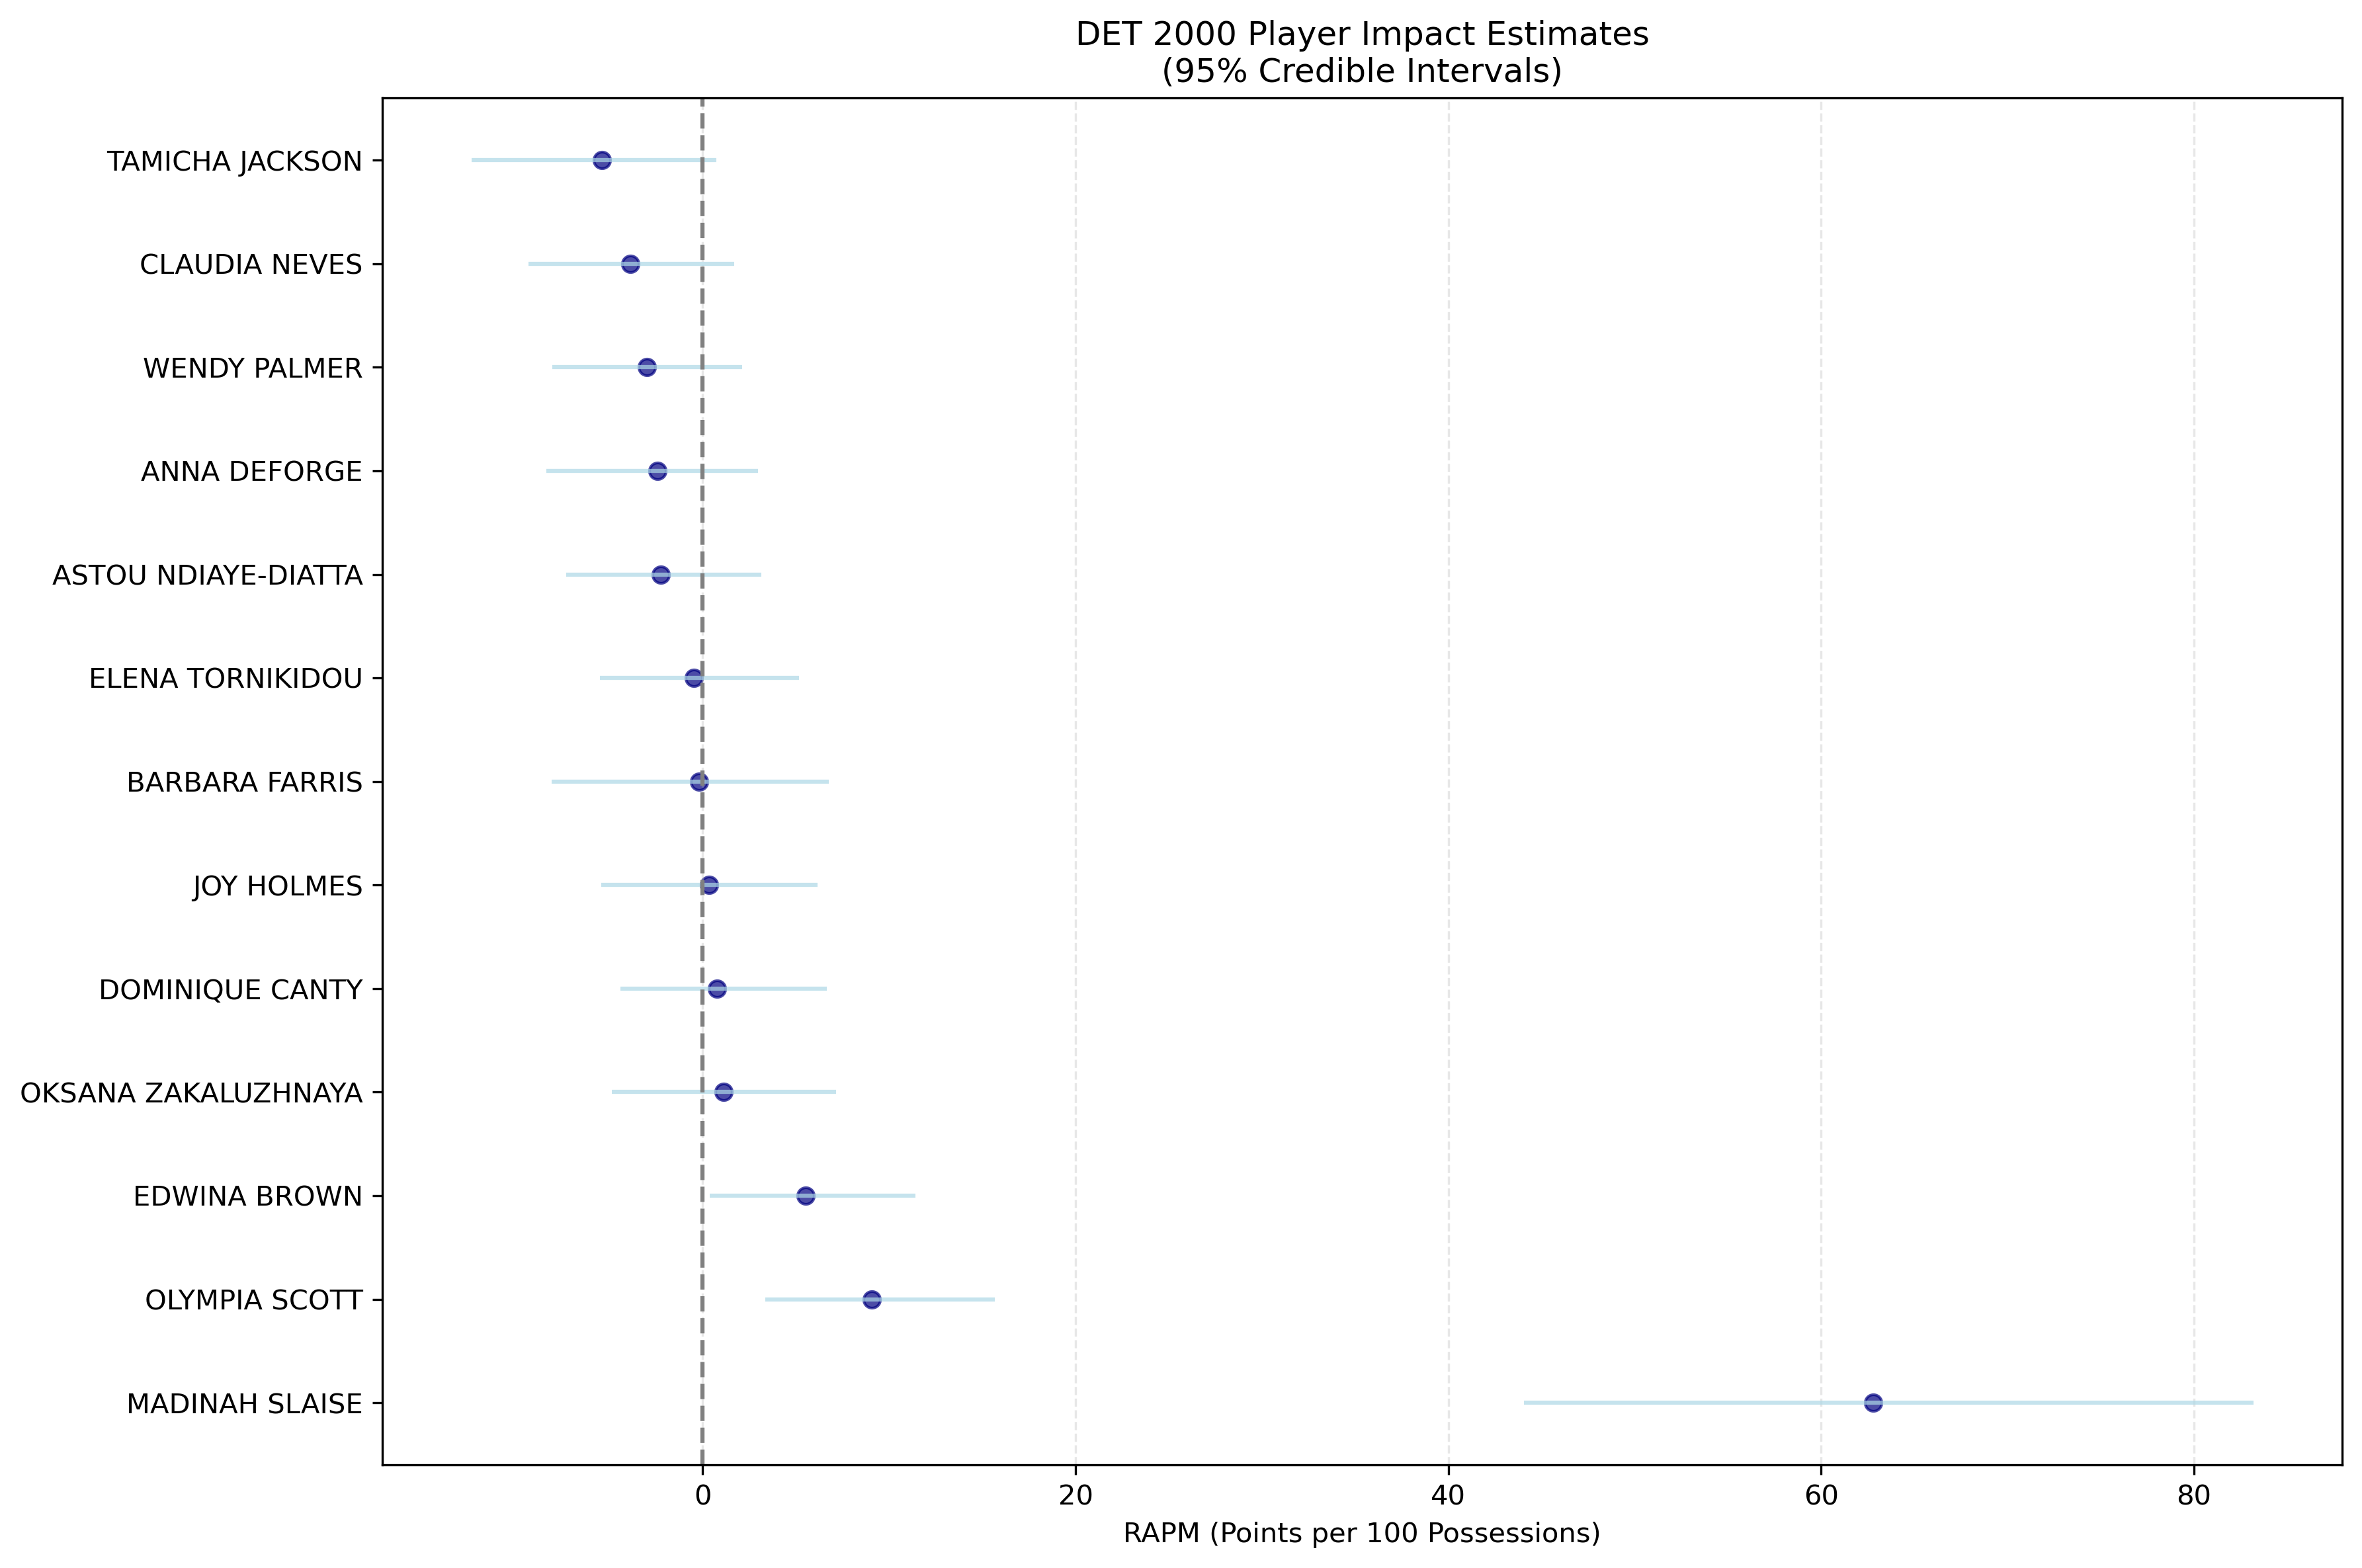 DET 2000 Player Impact Estimates
(95% Credible Intervals)
TAMICHA JACKSON
CLAUDIA NEVES
WENDY PALMER
ANNA DEFORGE
ASTOU NDIAYE-DIATTA
ELENA TORNIKIDOU
BARBARA FARRIS
JOY HOLMES
DOMINIQUE CANTY
OKSANA ZAKALUZHNAYA
EDWINA BROWN
OLYMPIA SCOTT
MADINAH SLAISE
0 20 40 60 80
RAPM (Points per 100 Possessions)